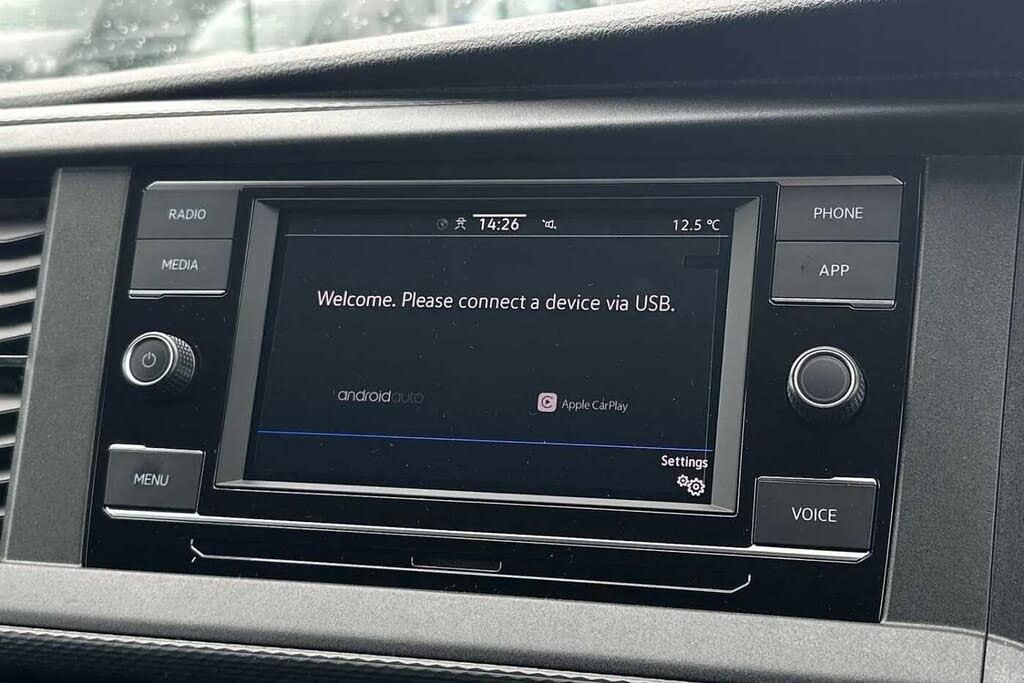 RADIO
MEDIA
MENU
14:26
12.5 °C
Welcome. Please connect a device via USB.
androidauto
Apple CarPlay
Settings
PHONE
APP
VOICE